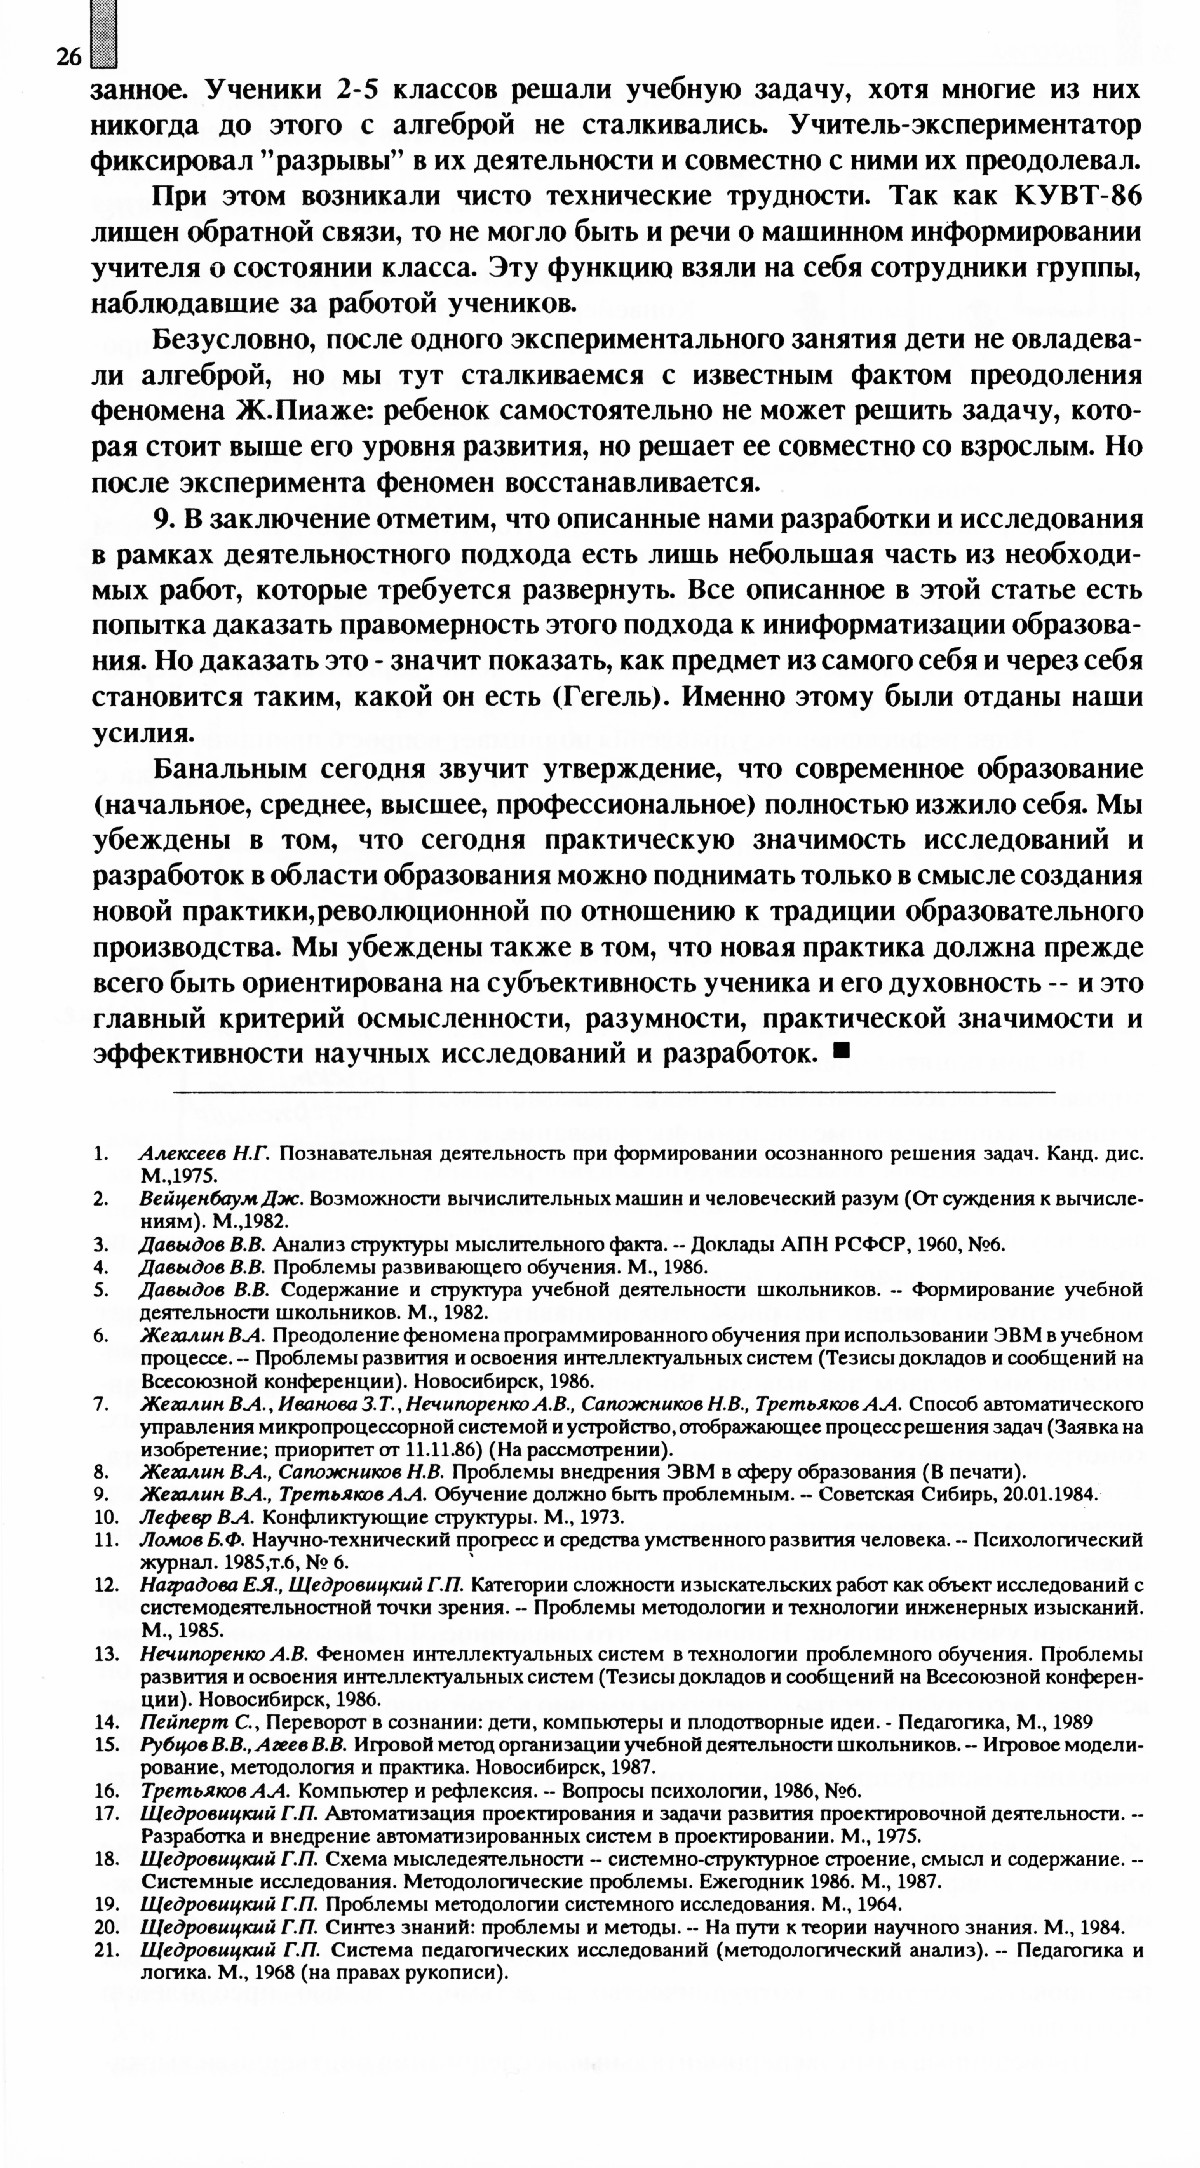 26
занное. Ученики 2-5 классов решали учебную задачу, хотя многие из них
никогда до этого с алгеброй не сталкивались. Учитель-экспериментатор
фиксировал "разрывы" в их деятельности и совместно с ними их преодолевал.
При этом возникали чисто технические трудности. Так как КУВТ-86
лишен обратной связи, то не могло быть и речи о машинном информировании
учителя о состоянии класса. Эту функцию взяли на себя сотрудники группы,
наблюдавшие за работой учеников.
Безусловно, после одного экспериментального занятия дети не овладева-
ли алгеброй, но мы тут сталкиваемся с известным фактом преодоления
феномена Ж.Пиаже: ребенок самостоятельно не может решить задачу, кото-
рая стоит выше его уровня развития, но решает ее совместно со взрослым. Но
после эксперимента феномен восстанавливается.
9. В заключение отметим, что описанные нами разработки и исследования
в рамках деятельностного подхода есть лишь небольшая часть из необходи-
мых работ, которые требуется развернуть. Все описанное в этой статье есть
попытка даказать правомерность этого подхода к иниформатизации образова-
ния. Но даказать это - значит показать, как предмет из самого себя и через себя
становится таким, какой он есть (Гегель). Именно этому были отданы наши
усилия.
Банальным сегодня звучит утверждение, что современное образование
(начальное, среднее, высшее, профессиональное) полностью изжило себя. Мы
убеждены в том, что сегодня практическую значимость исследований и
разработок в области образования можно поднимать только в смысле создания
новой практики,революционной по отношению к традиции образовательного
производства. Мы убеждены также в том, что новая практика должна прежде
всего быть ориентирована на субъективность ученика и его духовность -- и это
главный критерий осмысленности, разумности, практической значимости и
эффективности научных исследований и разработок. ■
1. Алексеев Н.Г. Познавательная деятельность при формировании осознанного решения задач. Канд. дис.
М.,1975.
2. Вейценбаум Дж. Возможности вычислительных машин и человеческий разум (От суждения к вычисле-
ниям). М.,1982.
3. Давыдов В.В. Анализ структуры мыслительного факта. -- Доклады АПН РСФСР, 1960, №6.
4. Давыдов В.В. Проблемы развивающего обучения. М., 1986.
5. Давыдов В.В. Содержание и структура учебной деятельности школьников. -- Формирование учебной
деятельности школьников. М., 1982.
6. Жегалин В.А. Преодоление феномена программированного обучения при использовании ЭВМ в учебном
процессе. -- Проблемы развития и освоения интеллектуальных систем (Тезисы докладов и сообщений на
Всесоюзной конференции). Новосибирск, 1986.
7. Жегалин В.А., Иванова З.Т., Нечипоренко А.В., Сапожников Н.В., Третьяков А.А. Способ автоматического
управления микропроцессорной системой и устройство, отображающее процесс решения задач (Заявка на
изобретение; приоритет от 11.11.86) (На рассмотрении).
8. Жегалин В.А., Сапожников Н.В. Проблемы внедрения ЭВМ в сферу образования (В печати).
9. Жегалин В.А., Третьяков А.А. Обучение должно быть проблемным. -- Советская Сибирь, 20.01.1984.
10. Лефевр В.А. Конфликтующие структуры. М., 1973.
11. Ломов Б.Ф. Научно-технический прогресс и средства умственного развития человека. -- Психологический
журнал. 1985,т.6, № 6.
12. Наградова Е.Я., Щедровицкий Г.П. Категории сложности изыскательских работ как объект исследований с
системодеятельностной точки зрения. -- Проблемы методологии и технологии инженерных изысканий.
М., 1985.
13. Нечипоренко А.В. Феномен интеллектуальных систем в технологии проблемного обучения. Проблемы
развития и освоения интеллектуальных систем (Тезисы докладов и сообщений на Всесоюзной конферен-
ции). Новосибирск, 1986.
14. Пейперт С., Переворот в сознании: дети, компьютеры и плодотворные идеи. - Педагогика, М., 1989
15. Рубцов В.В., Агеев В.В. Игровой метод организации учебной деятельности школьников. -- Игровое модели-
рование, методология и практика. Новосибирск, 1987.
16. Третьяков А.А. Компьютер и рефлексия. -- Вопросы психологии, 1986, №6.
17. Щедровицкий Г.П. Автоматизация проектирования и задачи развития проектировочной деятельности. --
Разработка и внедрение автоматизированных систем в проектировании. М., 1975.
18. Щедровицкий Г.П. Схема мыследеятельности -- системно-структурное строение, смысл и содержание. --
Системные исследования. Методологические проблемы. Ежегодник 1986. М., 1987.
19. Щедровицкий Г.П. Проблемы методологии системного исследования. М., 1964.
20. Щедровицкий Г.П. Синтез знаний: проблемы и методы. -- На пути к теории научного знания. М., 1984.
21. Щедровицкий Г.П. Система педагогических исследований (методологический анализ). -- Педагогика и
логика. М., 1968 (на правах рукописи).